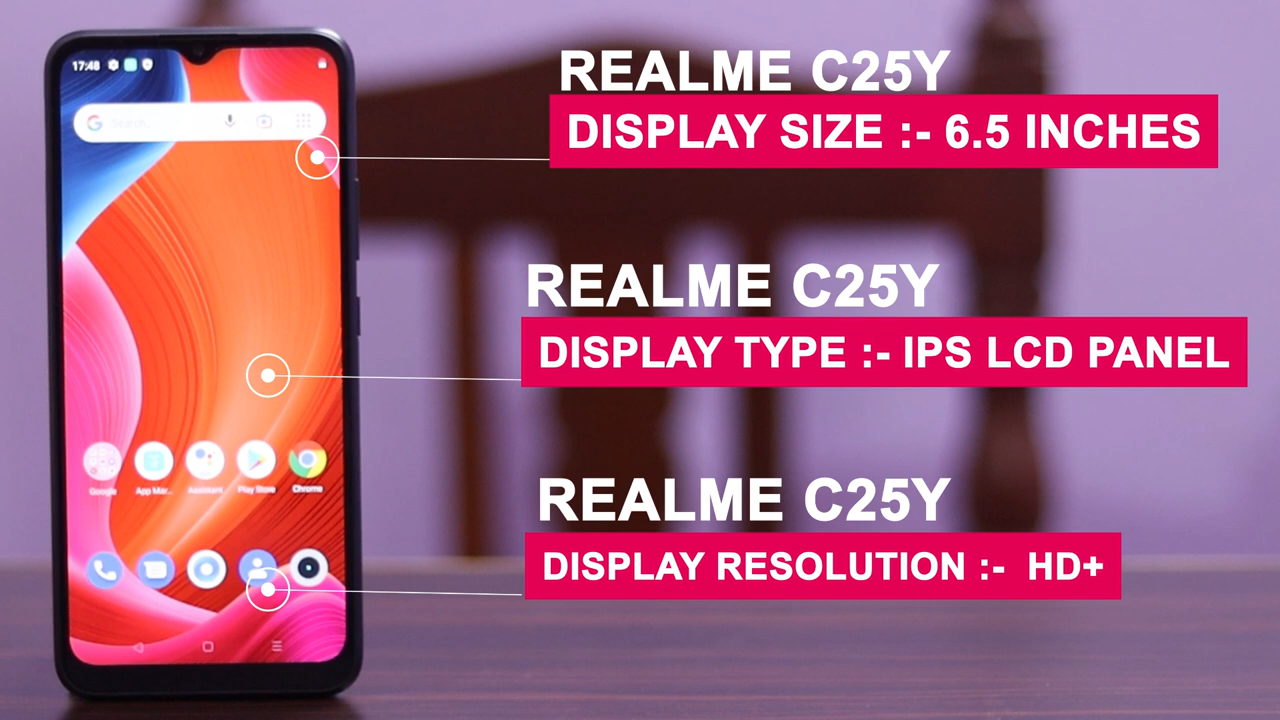 17:48
Search...
REALME C25Y
DISPLAY SIZE :- 6.5 INCHES
REALME C25Y
DISPLAY TYPE :- IPS LCD PANEL
Google
App Mar...
Assistant
Play Store
Chrome
REALME C25Y
DISPLAY RESOLUTION :- HD+